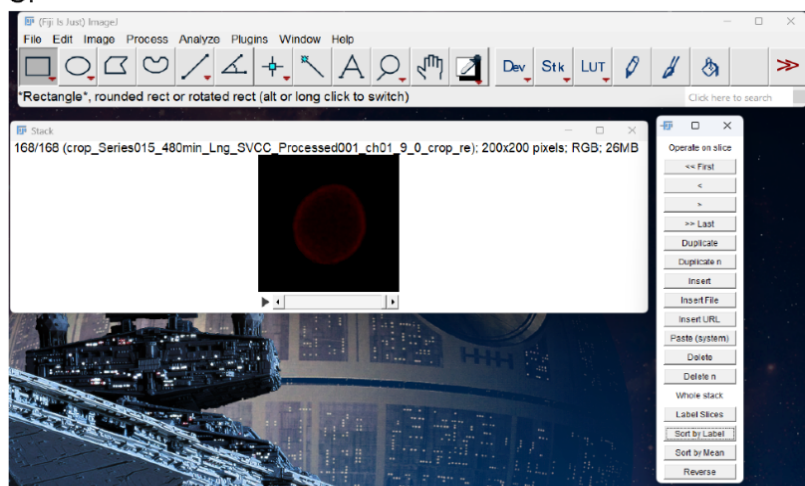 (Fiji Is Just) ImageJ
File Edit Image Process Analyze Plugins Window Help
A Dev Stk LUT >>
*Rectangle*, rounded rect or rotated rect (alt or long click to switch)
Click here to search
Stack
168/168 (crop_Series015_480min_Lng_SVCC_Processed001_ch01_9_0_crop_re); 200x200 pixels; RGB; 26MB
Operate on slice
<< First
<
>
>> Last
Duplicate
Duplicate n
Insert
Insert File
Insert URL
Paste (system)
Delete
Delete n
Whole stack
Label Slices
Sort by Label
Sort by Mean
Reverse